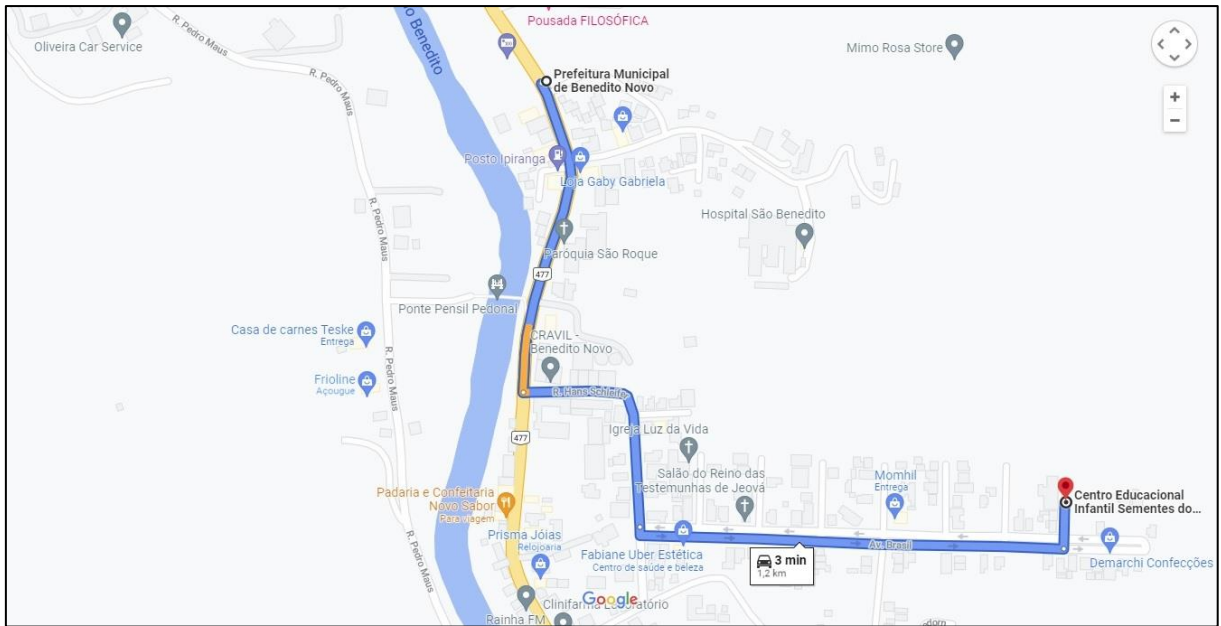 Pousada FILOSÓFICA
R. Pedro Maus
Oliveira Car Service
Benedito
Mimo Rosa Store
R. Pedro Maus
Prefeitura Municipal
de Benedito Novo
+
−
Posto Ipiranga
Loja Gaby Gabriela
R. Pedro Maus
Hospital São Benedito
Paróquia São Roque
477
Ponte Pensil Pedonal
Casa de carnes Teske
Entrega
CRAVIL -
Benedito Novo
R. Pedro Maus
Frioline
Açougue
R. Hans Schleifer
Igreja Luz da Vida
477
Salão do Reino das
Testemunhas de Jeová
Momhil
Entrega
Padaria e Confeitaria
Novo Sabor
Para viagem
Centro Educacional
Infantil Sementes do...
Prisma Jóias
Relojoaria
Fabiane Uber Estética
Centro de saúde e beleza
Av. Brasil
3 min
1,2 km
Demarchi Confecções
Google
Clinifarma Laboratório
Rainha FM